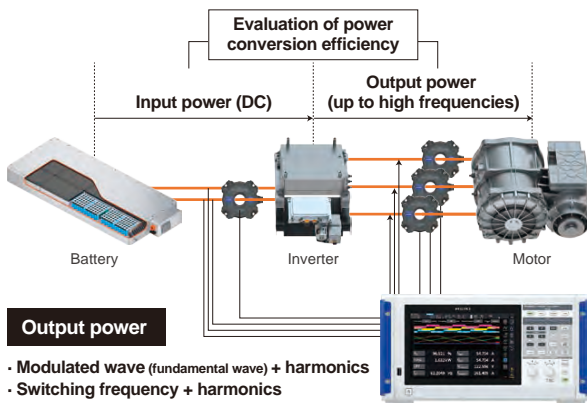 Evaluation of power
conversion efficiency
Input power (DC)
Output power
(up to high frequencies)
Battery
Inverter
Motor
Output power
· Modulated wave (fundamental wave) + harmonics
· Switching frequency + harmonics